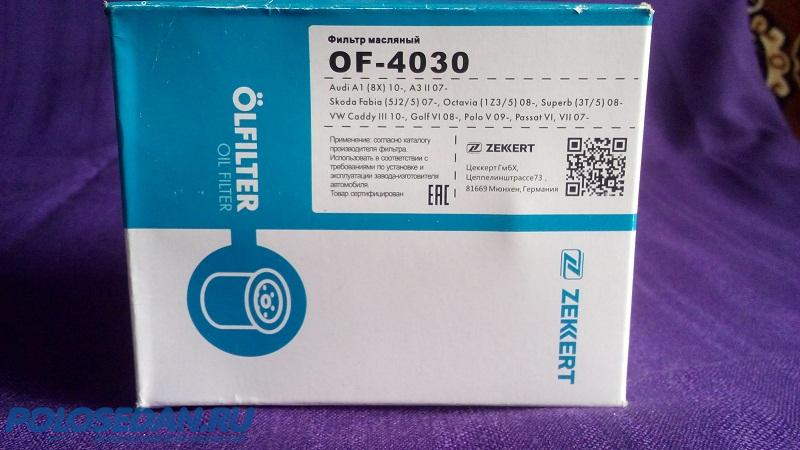 Фильтр масляный
OF-4030
Audi A1 (8X) 10-, A3 II 07-
Skoda Fabia (5J2/5) 07-, Octavia (1Z3/5) 08-, Superb (3T/5) 08-
VW Caddy III 10-, Golf VI 08-, Polo V 09-, Passat VI, VII 07-
Применение: согласно каталогу
производителя фильтра.
Использовать в соответствии с
требованиями по установке и
эксплуатации завода-изготовителя
автомобиля.
Товар сертифицирован
EAC
ZEKKERT
Цеккерт ГмбХ,
Цеппелинштрассе73 ,
81669 Мюнхен, Германия
ÖLFILTER
OIL FILTER
ZEKKERT
POLOSEDAN.RU